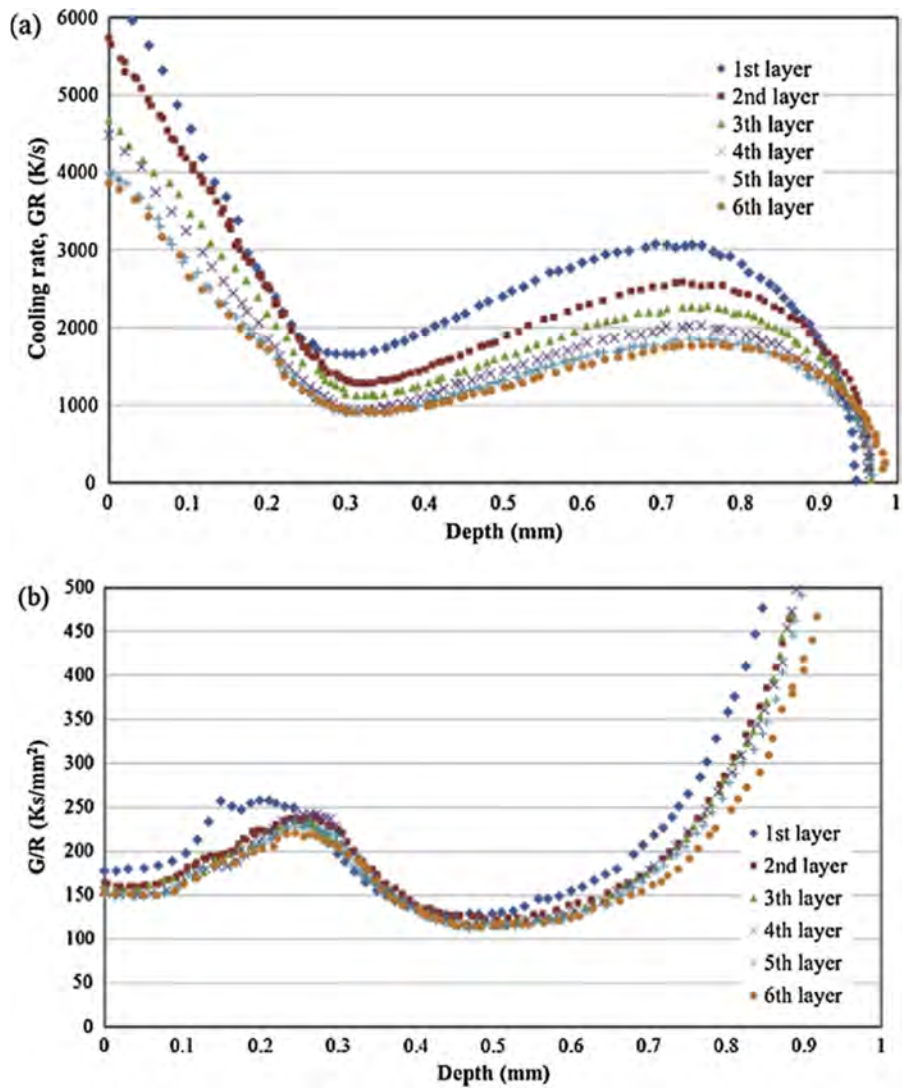 (a)
6000
5000
4000
3000
2000
1000
0
Cooling rate, GR (K/s)
1st layer
2nd layer
3th layer
4th layer
5th layer
6th layer
0 0.1 0.2 0.3 0.4 0.5 0.6 0.7 0.8 0.9 1
Depth (mm)
(b)
500
450
400
350
300
250
200
150
100
50
0
G/R (Ks/mm²)
1st layer
2nd layer
3th layer
4th layer
5th layer
6th layer
0 0.1 0.2 0.3 0.4 0.5 0.6 0.7 0.8 0.9 1
Depth (mm)